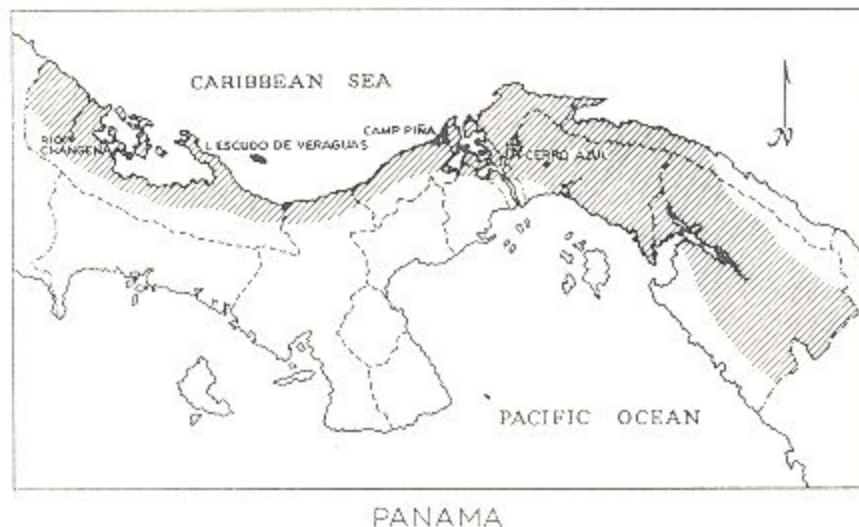 CARIBBEAN SEA
CAMP PIÑA
RIO
CHANGENA
I. ESCUDO DE VERAGUAS
CERRO AZUL
N
PACIFIC OCEAN
PANAMA